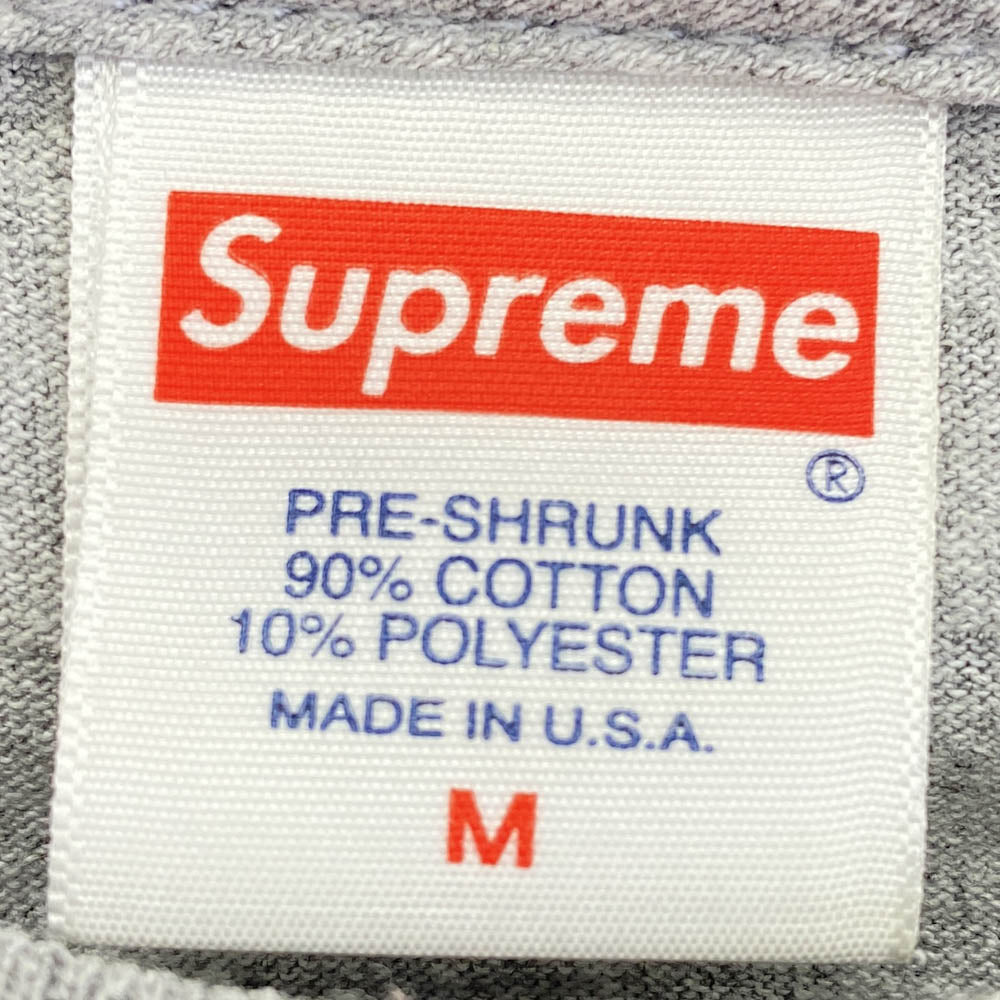 Supreme
®
PRE-SHRUNK
90% COTTON
10% POLYESTER
MADE IN U.S.A.
M